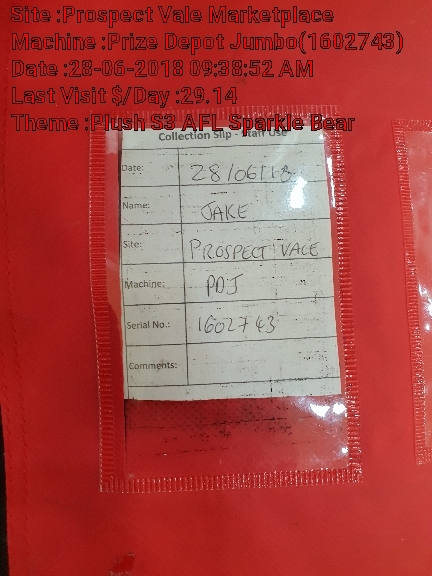 Site :Prospect Vale Marketplace
Machine :Prize Depot Jumbo(1602743)
Date :28-06-2018 09:38:52 AM
Last Visit $/Day :29.14
Theme :Plush S3 AFL Sparkle Bear
Collection Slip - Staff Use
Date: 28/06/18
Name: JAKE
Site: PROSPECT VALE
Machine: PDJ
Serial No.: 1602743
Comments: